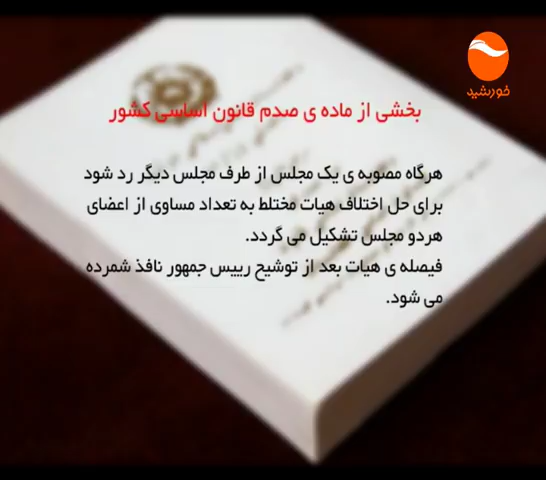 خورشید
بخشی از ماده ی صدم قانون اساسی کشور
هرگاه مصوبه ی یک مجلس از طرف مجلس دیگر رد شود
برای حل اختلاف هیات مختلط به تعداد مساوی از اعضای
هردو مجلس تشکیل می گردد.
فیصله ی هیات بعد از توشیح رییس جمهور نافذ شمرده
می شود.